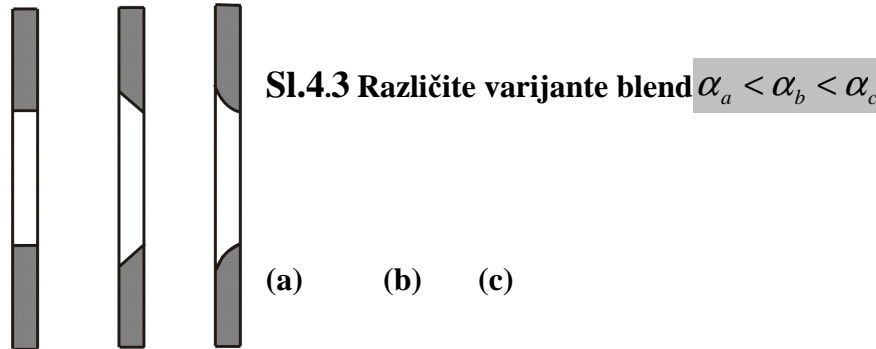 Sl.4.3 Različite varijante blend α_a < α_b < α_c
(a) (b) (c)